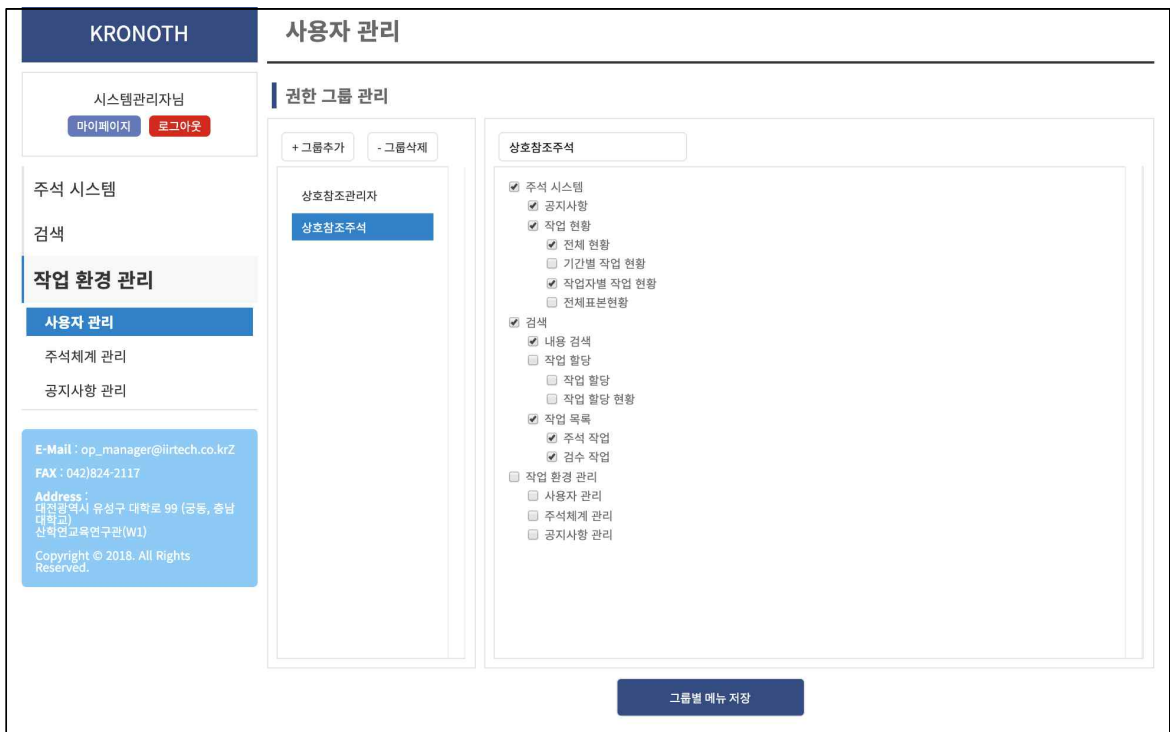 KRONOTH
시스템관리자님
마이페이지 로그아웃
주석 시스템
검색
작업 환경 관리
사용자 관리
주석체계 관리
공지사항 관리
E-Mail : op_manager@iirtech.co.krZ
FAX : 042)824-2117
Address :
대전광역시 유성구 대학로 99 (궁동, 충남
대학교)
산학연교육연구관(W1)
Copyright © 2018. All Rights
Reserved.
사용자 관리
권한 그룹 관리
+ 그룹추가 - 그룹삭제
상호참조관리자
상호참조주석
상호참조주석
주석 시스템
공지사항
작업 현황
전체 현황
기간별 작업 현황
작업자별 작업 현황
전체표본현황
검색
내용 검색
작업 할당
작업 할당
작업 할당 현황
작업 목록
주석 작업
검수 작업
작업 환경 관리
사용자 관리
주석체계 관리
공지사항 관리
그룹별 메뉴 저장